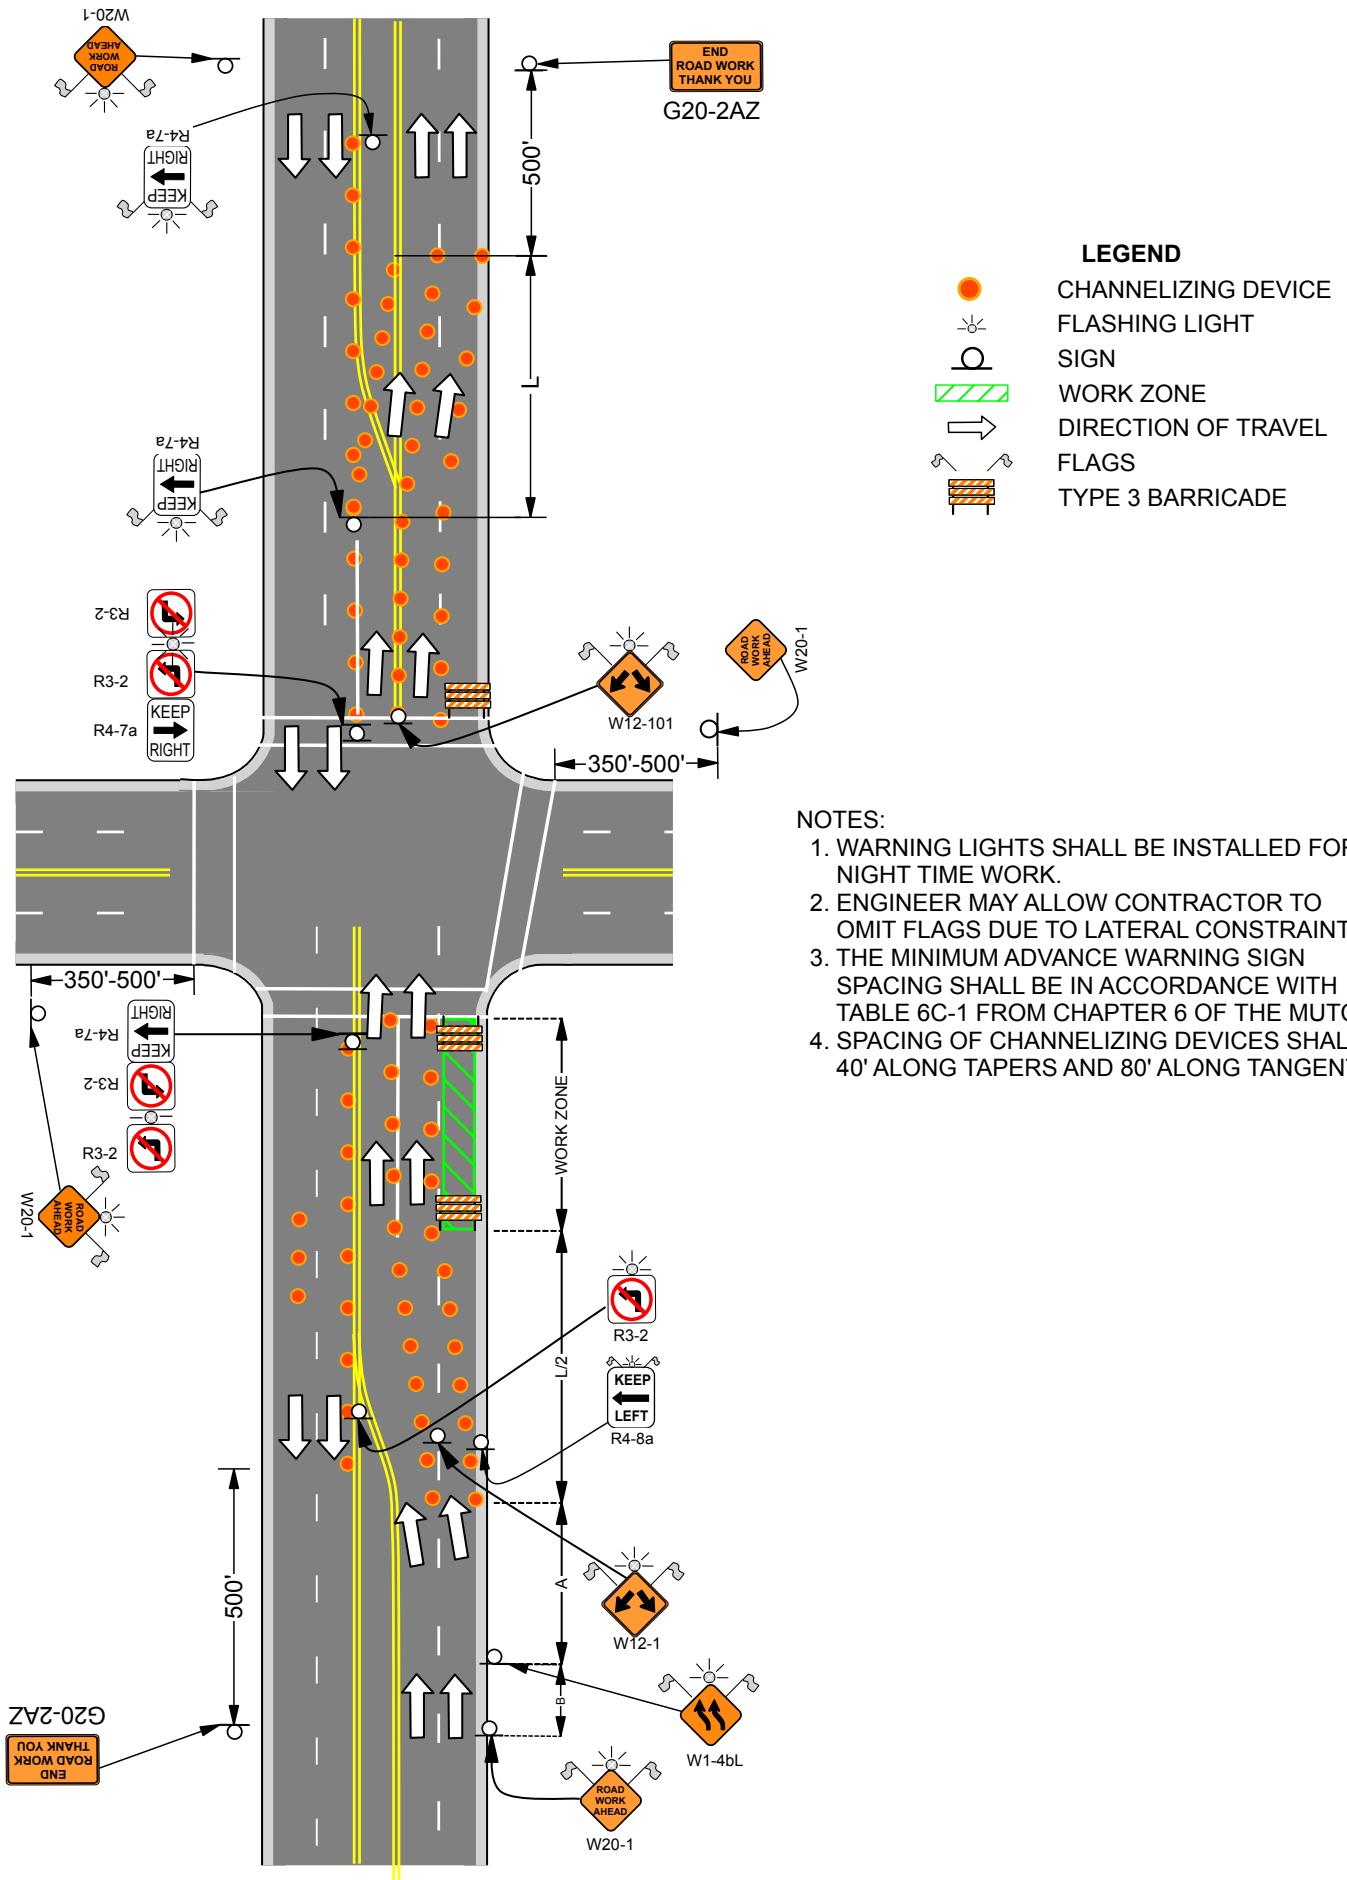 W20-1
ROAD
WORK
AHEAD
END
ROAD WORK
THANK YOU
G20-2AZ
R4-7a
KEEP
RIGHT
500'
L
R4-7a
KEEP
RIGHT
LEGEND
CHANNELIZING DEVICE
FLASHING LIGHT
SIGN
WORK ZONE
DIRECTION OF TRAVEL
FLAGS
TYPE 3 BARRICADE
R3-2
R3-2
R4-7a
KEEP
RIGHT
W12-101
ROAD
WORK
AHEAD
W20-1
350'-500'
350'-500'
NOTES:
1. WARNING LIGHTS SHALL BE INSTALLED FOR
NIGHT TIME WORK.
2. ENGINEER MAY ALLOW CONTRACTOR TO
OMIT FLAGS DUE TO LATERAL CONSTRAINT
3. THE MINIMUM ADVANCE WARNING SIGN
SPACING SHALL BE IN ACCORDANCE WITH
TABLE 6C-1 FROM CHAPTER 6 OF THE MUTC
4. SPACING OF CHANNELIZING DEVICES SHAL
40' ALONG TAPERS AND 80' ALONG TANGENT
R4-7a
KEEP
RIGHT
R3-2
R3-2
W20-1
ROAD
WORK
AHEAD
WORK ZONE
L/2
R3-2
KEEP
LEFT
R4-8a
A
W12-1
B
W1-4bL
500'
G20-2AZ
END
ROAD WORK
THANK YOU
ROAD
WORK
AHEAD
W20-1